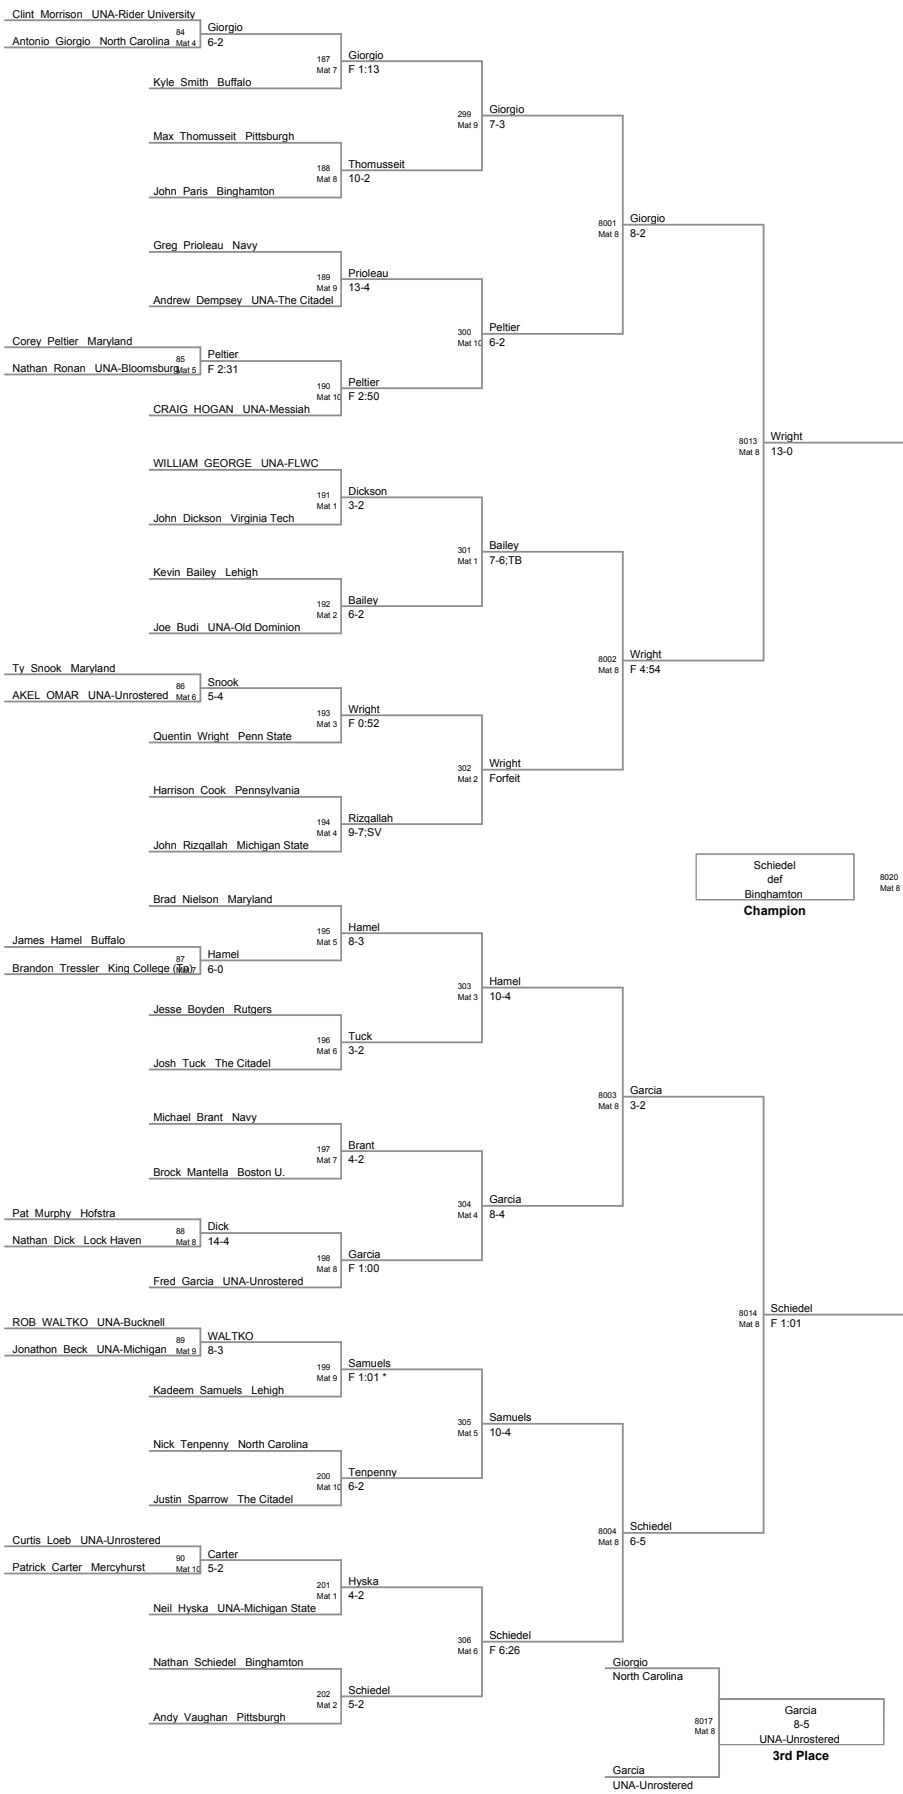 Clint Morrison UNA-Rider University
84
Mat 4
Giorgio
6-2
Antonio Giorgio North Carolina
187
Mat 7
Giorgio
F 1:13
Kyle Smith Buffalo
299
Mat 9
Giorgio
7-3
Max Thomusseit Pittsburgh
188
Mat 8
Thomusseit
10-2
John Paris Binghamton
8001
Mat 8
Giorgio
8-2
Greg Prioleau Navy
189
Mat 9
Prioleau
13-4
Andrew Dempsey UNA-The Citadel
300
Mat 10
Peltier
6-2
Corey Peltier Maryland
85
Mat 5
Peltier
F 2:31
Nathan Ronan UNA-Bloomsburg
190
Mat 10
Peltier
F 2:50
CRAIG HOGAN UNA-Messiah
8013
Mat 8
Wright
13-0
WILLIAM GEORGE UNA-FLWC
191
Mat 1
Dickson
3-2
John Dickson Virginia Tech
301
Mat 1
Bailey
7-6;TB
Kevin Bailey Lehigh
192
Mat 2
Bailey
6-2
Joe Budi UNA-Old Dominion
8002
Mat 8
Wright
F 4:54
Ty Snook Maryland
86
Mat 6
Snook
5-4
AKEL OMAR UNA-Unrostered
193
Mat 3
Wright
F 0:52
Quentin Wright Penn State
302
Mat 2
Wright
Forfeit
Harrison Cook Pennsylvania
194
Mat 4
Rizqallah
9-7;SV
John Rizqallah Michigan State
Schiedel
def
Binghamton
Champion
8020
Mat 8
Brad Nielson Maryland
195
Mat 5
Hamel
8-3
James Hamel Buffalo
87
Mat 7
Hamel
6-0
Brandon Tressler King College (Tn)
303
Mat 3
Hamel
10-4
Jesse Boyden Rutgers
196
Mat 6
Tuck
3-2
Josh Tuck The Citadel
8003
Mat 8
Garcia
3-2
Michael Brant Navy
197
Mat 7
Brant
4-2
Brock Mantella Boston U.
304
Mat 4
Garcia
8-4
Pat Murphy Hofstra
88
Mat 8
Dick
14-4
Nathan Dick Lock Haven
198
Mat 8
Garcia
F 1:00
Fred Garcia UNA-Unrostered
8014
Mat 8
Schiedel
F 1:01
ROB WALTKO UNA-Bucknell
89
Mat 9
WALTKO
8-3
Jonathon Beck UNA-Michigan
199
Mat 9
Samuels
F 1:01 *
Kadeem Samuels Lehigh
305
Mat 5
Samuels
10-4
Nick Tenpenny North Carolina
200
Mat 10
Tenpenny
6-2
Justin Sparrow The Citadel
8004
Mat 8
Schiedel
6-5
Curtis Loeb UNA-Unrostered
90
Mat 10
Carter
5-2
Patrick Carter Mercyhurst
201
Mat 1
Hyska
4-2
Neil Hyska UNA-Michigan State
306
Mat 6
Schiedel
F 6:26
Nathan Schiedel Binghamton
202
Mat 2
Schiedel
5-2
Andy Vaughan Pittsburgh
Giorgio
North Carolina
8017
Mat 8
Garcia
8-5
UNA-Unrostered
3rd Place
Garcia
UNA-Unrostered